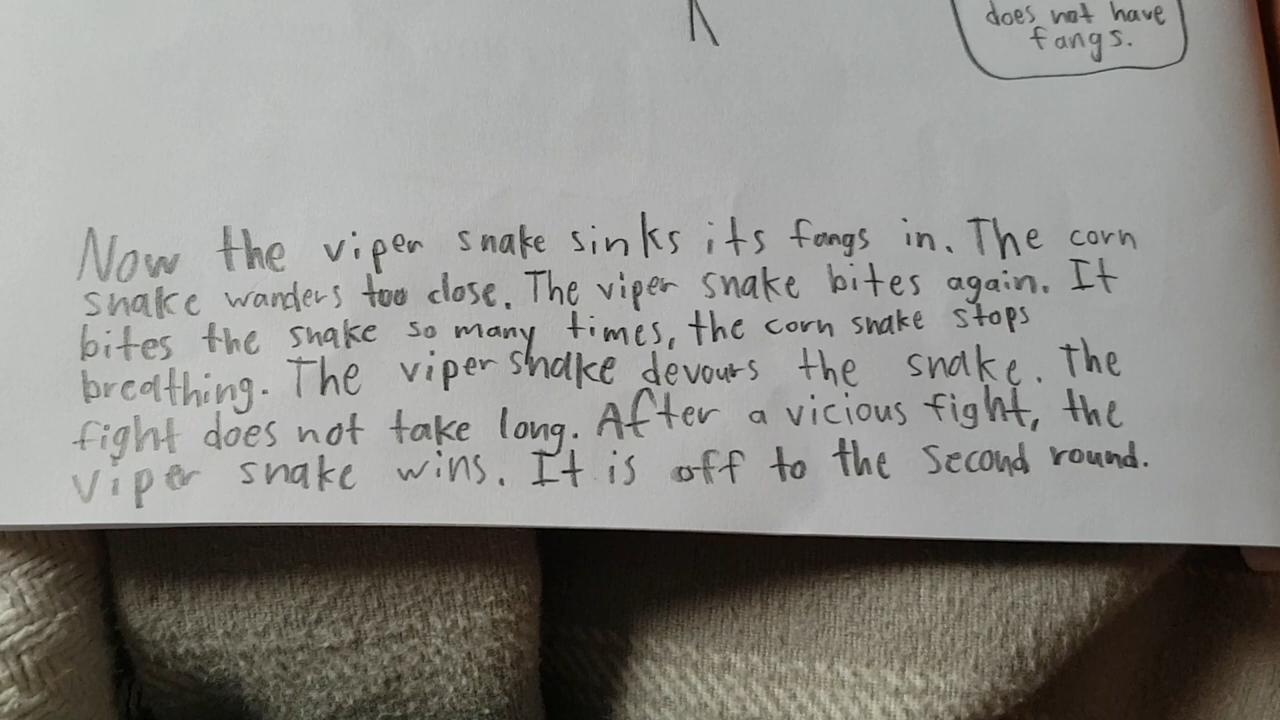 does not have
fangs.
Now the viper snake sinks its fangs in. The corn
snake wanders too close. The viper snake bites again. It
bites the snake so many times, the corn snake stops
breathing. The viper snake devours the snake. The
fight does not take long. After a vicious fight, the
viper snake wins. It is off to the second round.